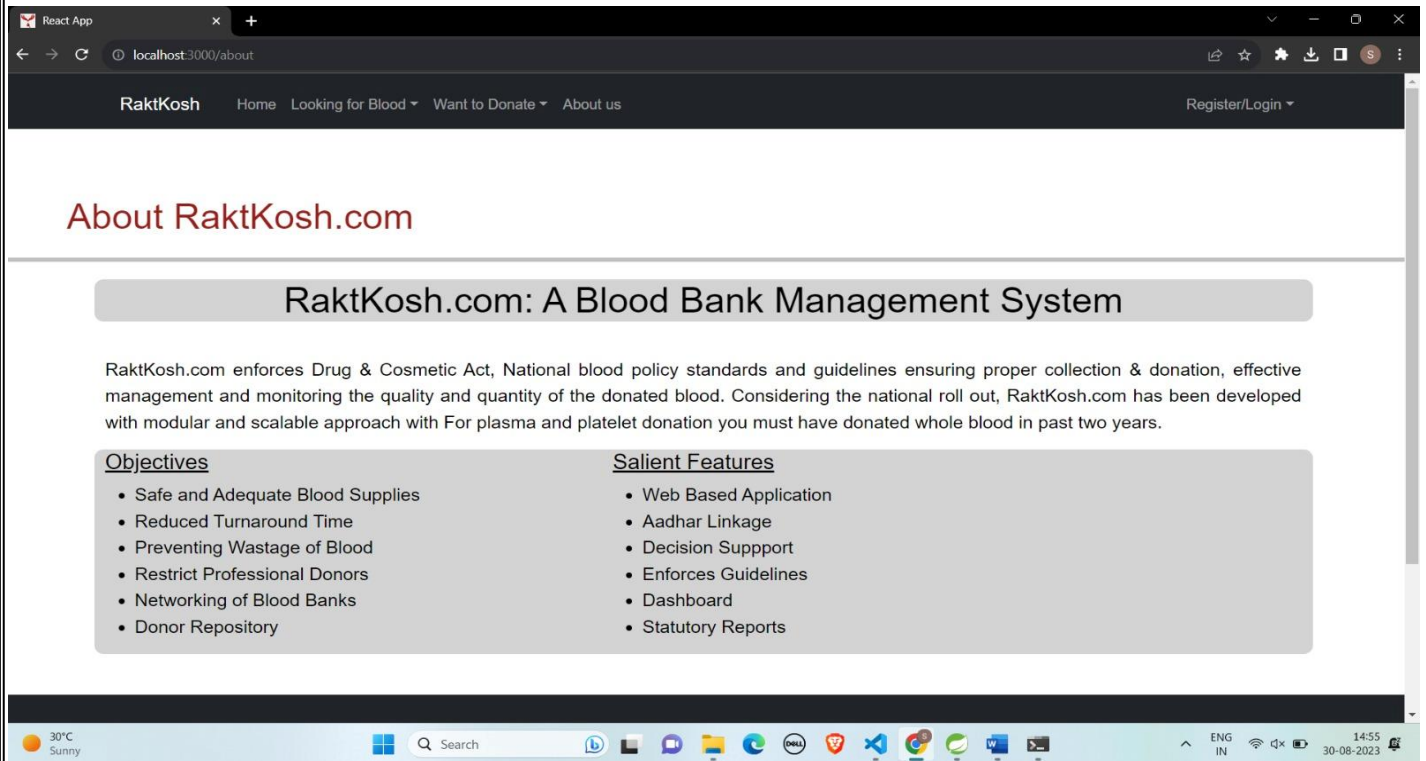 React App
localhost:3000/about
S
RaktKosh Home Looking for Blood Want to Donate About us Register/Login
About RaktKosh.com
RaktKosh.com: A Blood Bank Management System
RaktKosh.com enforces Drug & Cosmetic Act, National blood policy standards and guidelines ensuring proper collection & donation, effective
management and monitoring the quality and quantity of the donated blood. Considering the national roll out, RaktKosh.com has been developed
with modular and scalable approach with For plasma and platelet donation you must have donated whole blood in past two years.
Objectives
• Safe and Adequate Blood Supplies
• Reduced Turnaround Time
• Preventing Wastage of Blood
• Restrict Professional Donors
• Networking of Blood Banks
• Donor Repository
Salient Features
• Web Based Application
• Aadhar Linkage
• Decision Suppport
• Enforces Guidelines
• Dashboard
• Statutory Reports
30°C
Sunny
Search
DELL
ENG
IN
14:55
30-08-2023